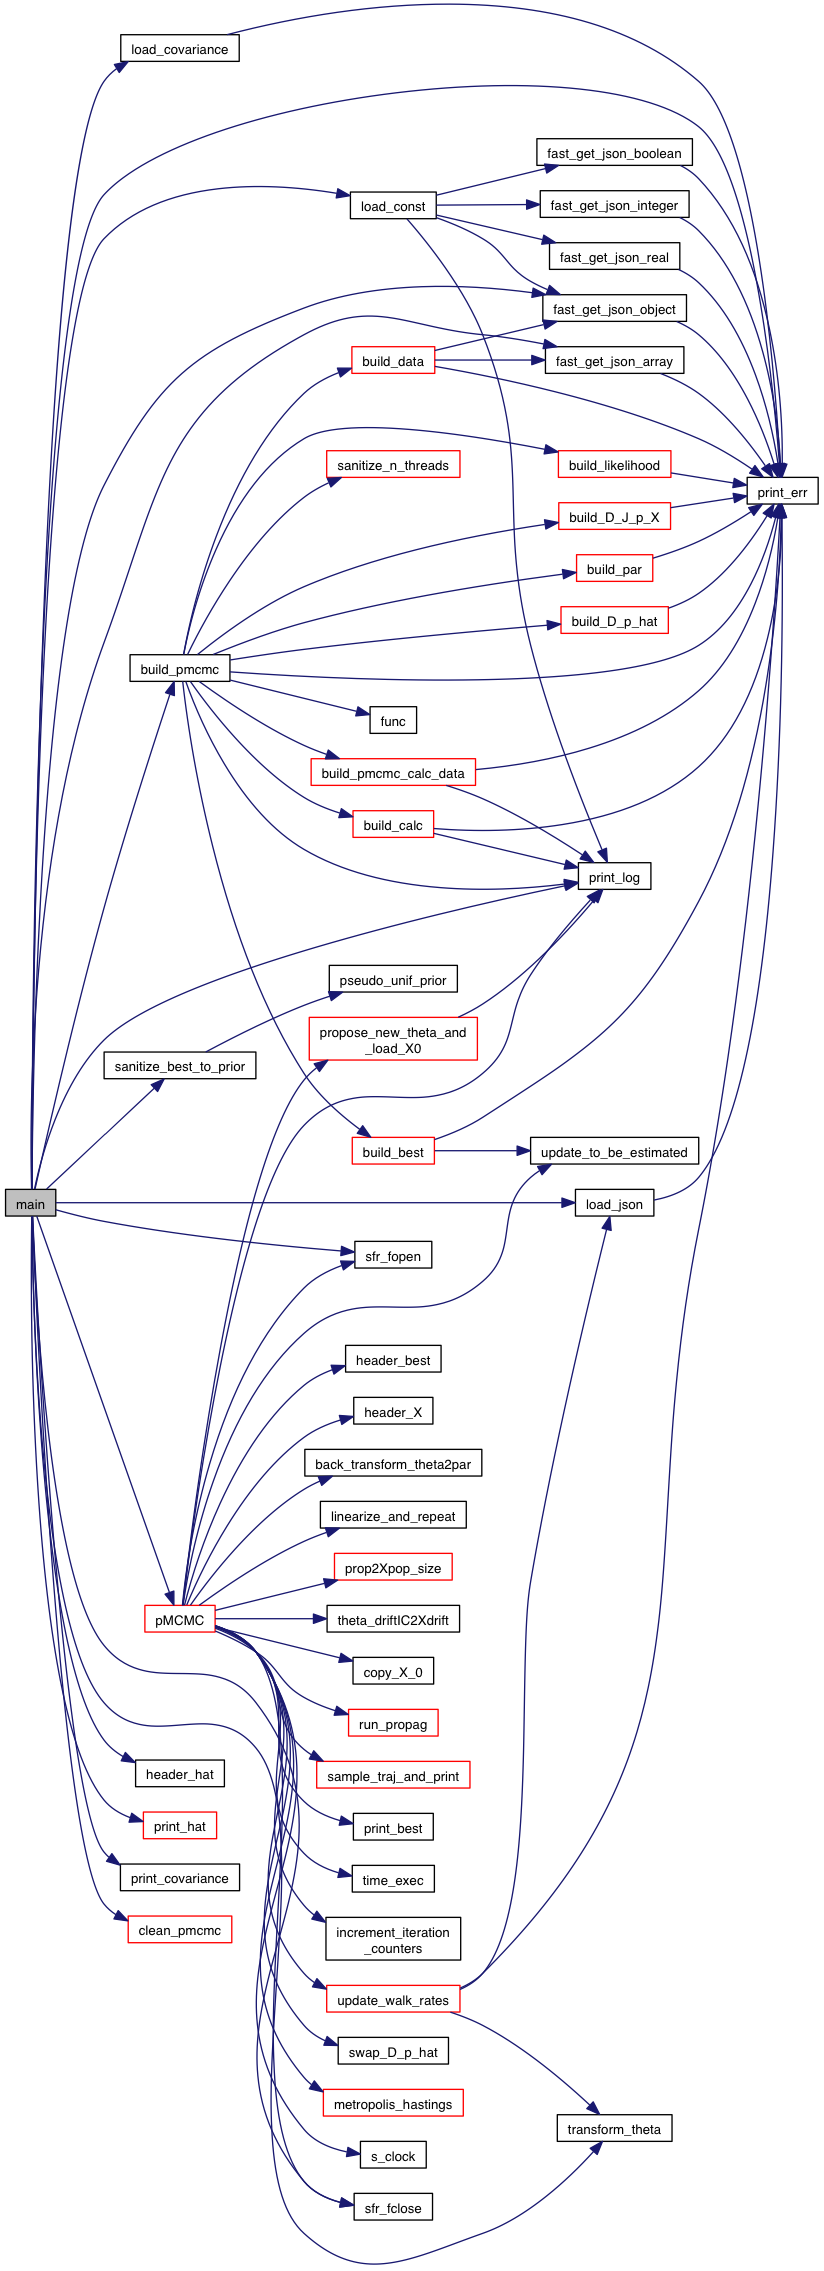 load_covariance
fast_get_json_boolean
load_const
fast_get_json_integer
fast_get_json_real
fast_get_json_object
build_data
fast_get_json_array
sanitize_n_threads
build_likelihood
print_err
build_D_J_p_X
build_par
build_D_p_hat
build_pmcmc
func
build_pmcmc_calc_data
build_calc
print_log
pseudo_unif_prior
propose_new_theta_and
_load_X0
sanitize_best_to_prior
build_best
update_to_be_estimated
main
load_json
sfr_fopen
header_best
header_X
back_transform_theta2par
linearize_and_repeat
prop2Xpop_size
pMCMC
theta_driftIC2Xdrift
copy_X_0
run_propag
header_hat
sample_traj_and_print
print_hat
print_best
print_covariance
time_exec
clean_pmcmc
increment_iteration
_counters
update_walk_rates
swap_D_p_hat
metropolis_hastings
transform_theta
s_clock
sfr_fclose